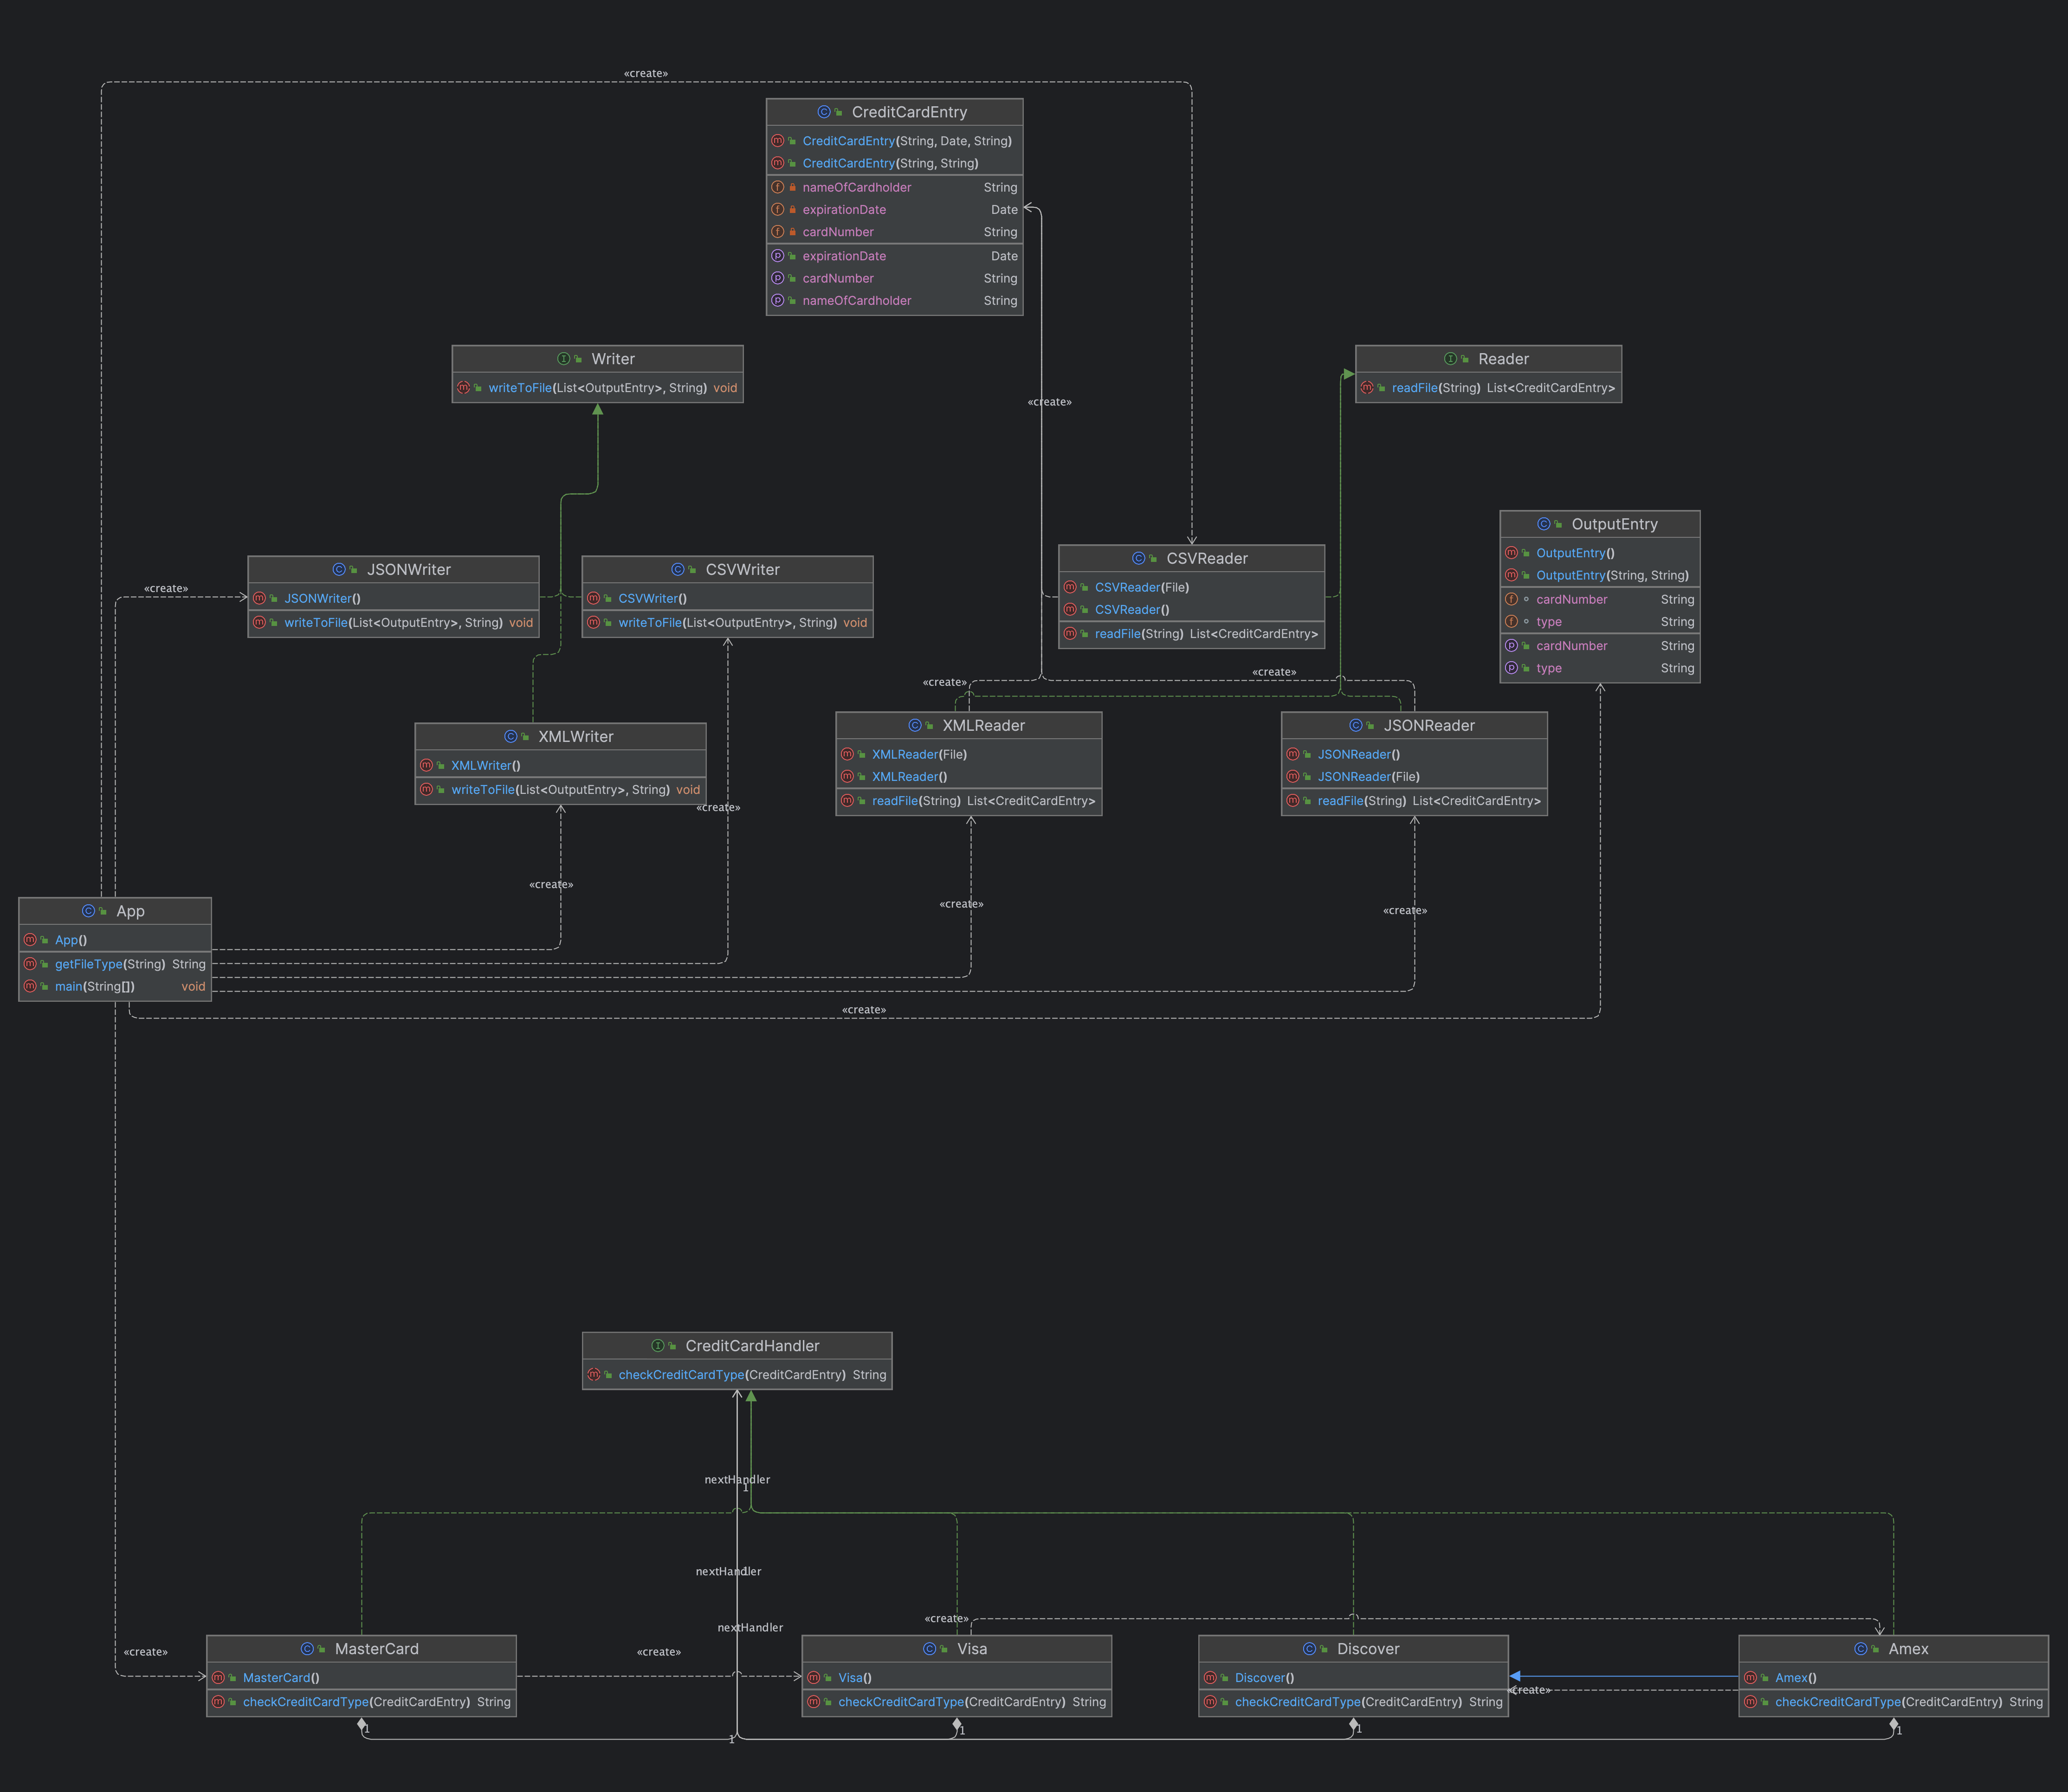 «create»
CreditCardEntry
CreditCardEntry(String, Date, String)
CreditCardEntry(String, String)
nameOfCardholder String
expirationDate Date
cardNumber String
expirationDate Date
cardNumber String
nameOfCardholder String
Writer
writeToFile(List<OutputEntry>, String) void
Reader
readFile(String) List<CreditCardEntry>
«create»
OutputEntry
OutputEntry()
OutputEntry(String, String)
cardNumber String
type String
cardNumber String
type String
JSONWriter
JSONWriter()
writeToFile(List<OutputEntry>, String) void
CSVWriter
CSVWriter()
writeToFile(List<OutputEntry>, String) void
CSVReader
CSVReader(File)
CSVReader()
readFile(String) List<CreditCardEntry>
«create»
«create»
«create»
XMLWriter
XMLWriter()
writeToFile(List<OutputEntry>, String) void
«create»
XMLReader
XMLReader(File)
XMLReader()
readFile(String) List<CreditCardEntry>
JSONReader
JSONReader()
JSONReader(File)
readFile(String) List<CreditCardEntry>
«create»
«create»
«create»
App
App()
getFileType(String) String
main(String[]) void
«create»
CreditCardHandler
checkCreditCardType(CreditCardEntry) String
nextHandler
1
nextHandler
1
nextHandler
«create»
«create»
«create»
MasterCard
MasterCard()
checkCreditCardType(CreditCardEntry) String
Visa
Visa()
checkCreditCardType(CreditCardEntry) String
Discover
Discover()
checkCreditCardType(CreditCardEntry) String
«create»
Amex
Amex()
checkCreditCardType(CreditCardEntry) String
1
1
1
1
1